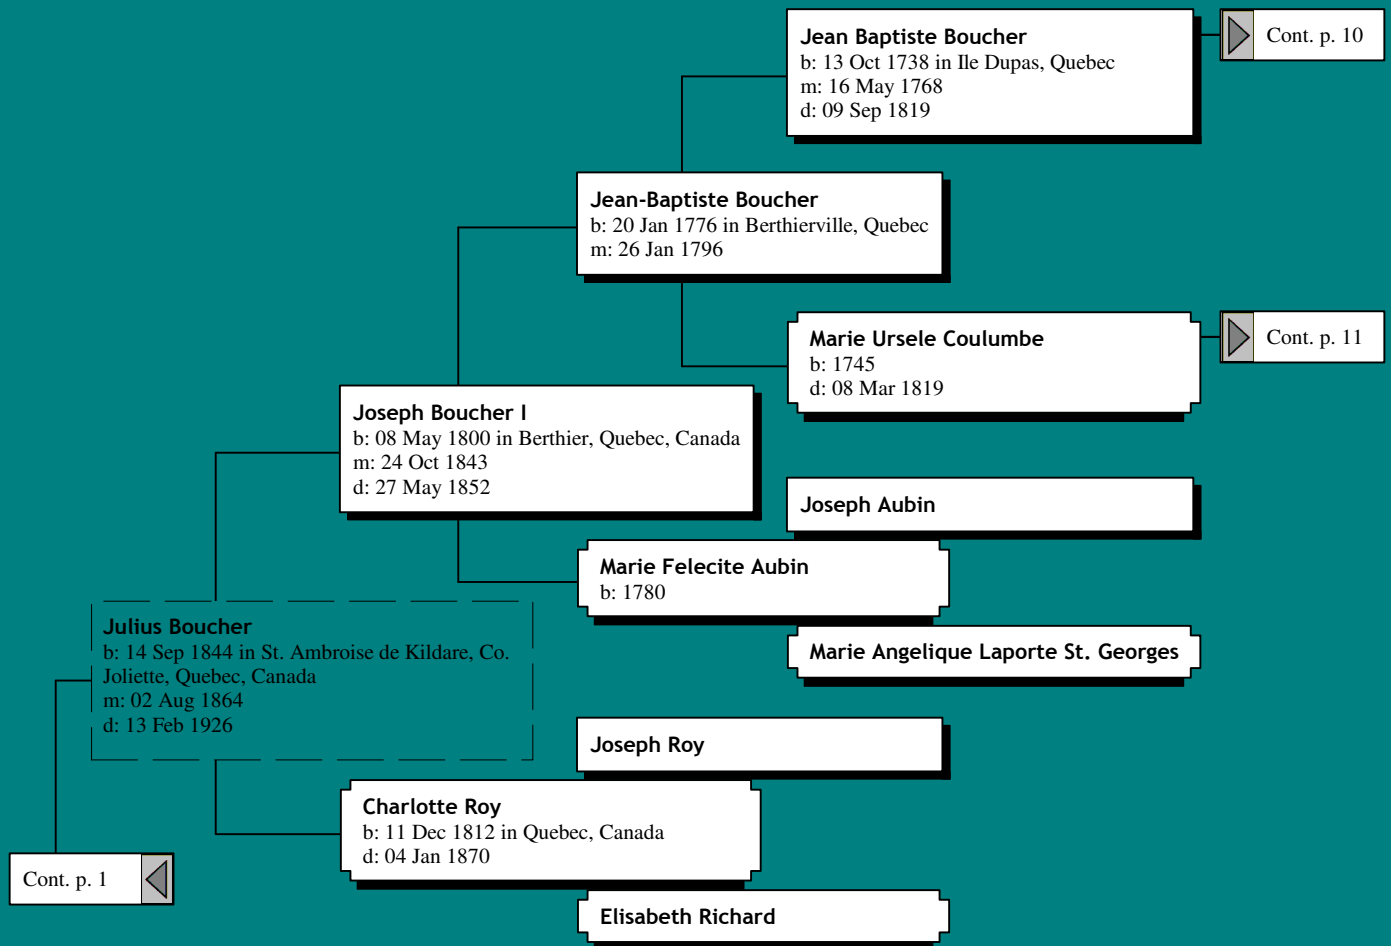 Jean Baptiste Boucher
b: 13 Oct 1738 in Ile Dupas, Quebec
m: 16 May 1768
d: 09 Sep 1819
Cont. p. 10
Jean-Baptiste Boucher
b: 20 Jan 1776 in Berthierville, Quebec
m: 26 Jan 1796
Marie Ursele Coulumbe
b: 1745
d: 08 Mar 1819
Cont. p. 11
Joseph Boucher I
b: 08 May 1800 in Berthier, Quebec, Canada
m: 24 Oct 1843
d: 27 May 1852
Joseph Aubin
Marie Felecite Aubin
b: 1780
Marie Angelique Laporte St. Georges
Julius Boucher
b: 14 Sep 1844 in St. Ambroise de Kildare, Co.
Joliette, Quebec, Canada
m: 02 Aug 1864
d: 13 Feb 1926
Joseph Roy
Charlotte Roy
b: 11 Dec 1812 in Quebec, Canada
d: 04 Jan 1870
Cont. p. 1
Elisabeth Richard